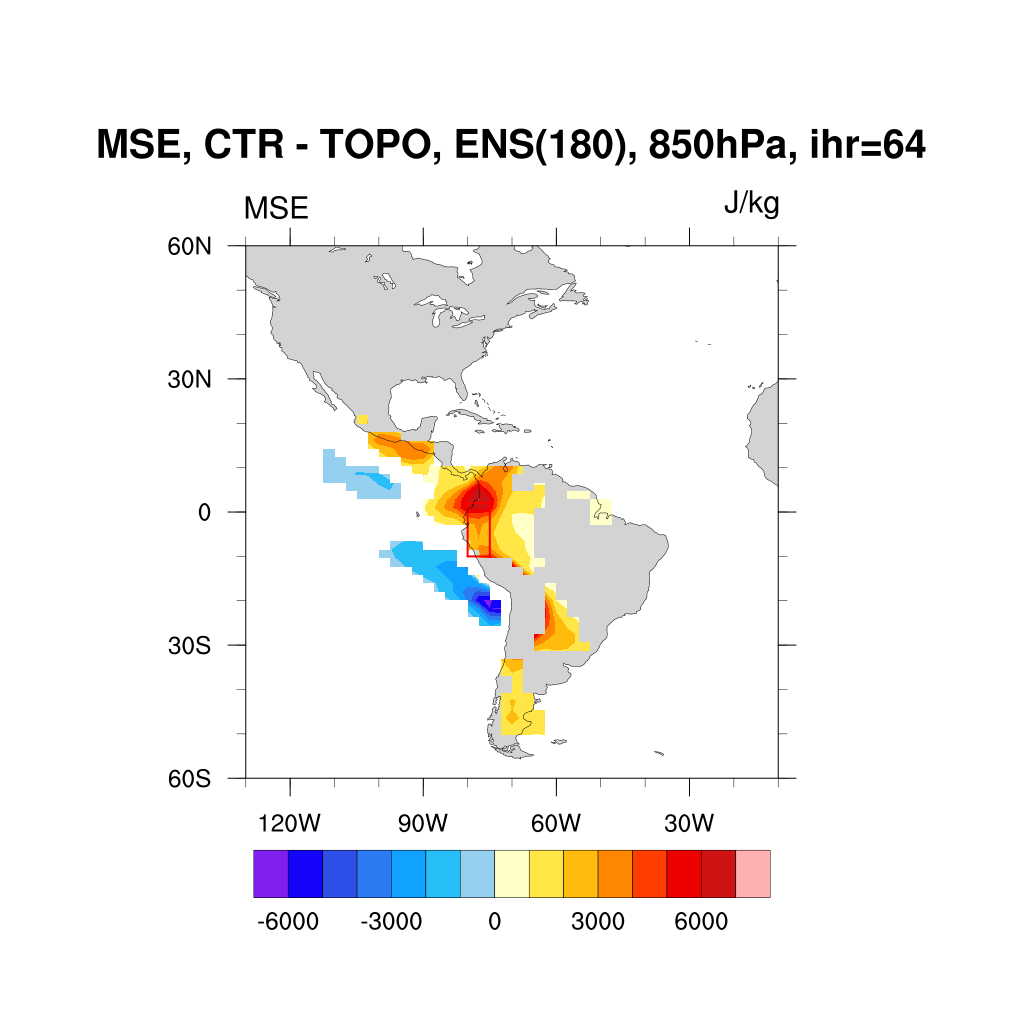 MSE, CTR - TOPO, ENS(180), 850hPa, ihr=64
MSE J/kg
60N
30N
0
30S
60S
120W 90W 60W 30W
-6000 -3000 0 3000 6000